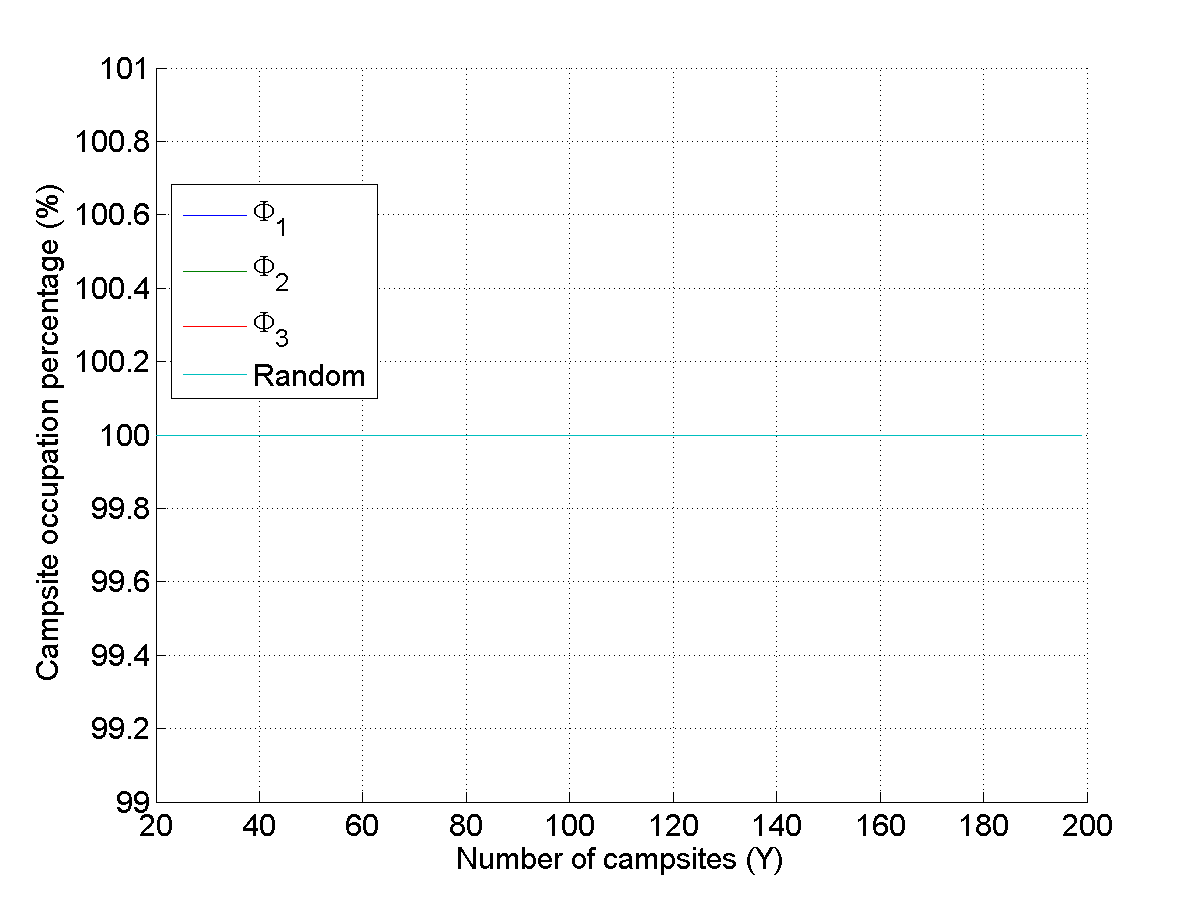 101
100.8
100.6
100.4
100.2
100
99.8
99.6
99.4
99.2
99
Campsite occupation percentage (%)
Φ1
Φ2
Φ3
Random
20 40 60 80 100 120 140 160 180 200
Number of campsites (Y)